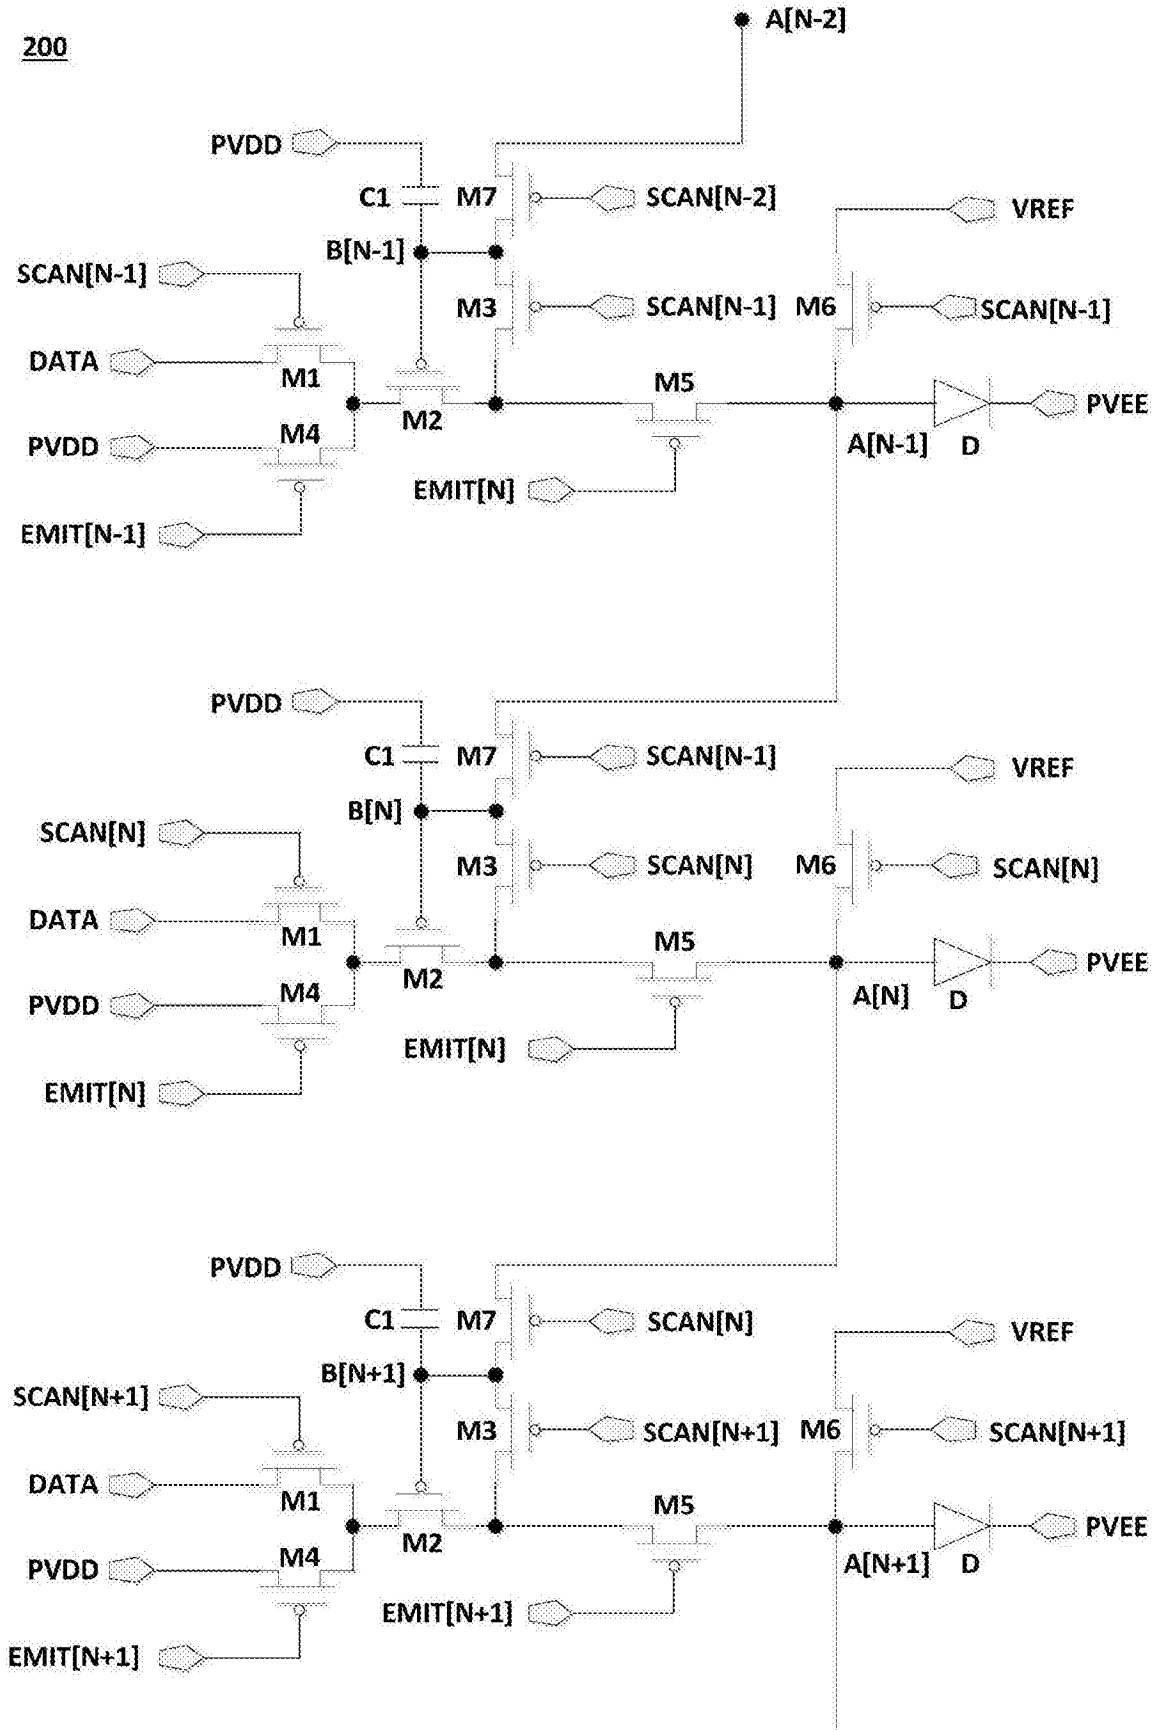 A[N-2]
200
PVDD
C1
M7
SCAN[N-2]
VREF
B[N-1]
SCAN[N-1]
M3
SCAN[N-1]
M6
SCAN[N-1]
DATA
M1
M5
M2
PVEE
PVDD
M4
A[N-1]
D
EMIT[N]
EMIT[N-1]
PVDD
C1
M7
SCAN[N-1]
VREF
B[N]
SCAN[N]
M3
SCAN[N]
M6
SCAN[N]
DATA
M1
M5
M2
PVEE
PVDD
M4
A[N]
D
EMIT[N]
EMIT[N]
PVDD
C1
M7
SCAN[N]
VREF
B[N+1]
SCAN[N+1]
M3
SCAN[N+1]
M6
SCAN[N+1]
DATA
M1
M5
M2
PVEE
PVDD
M4
A[N+1]
D
EMIT[N+1]
EMIT[N+1]